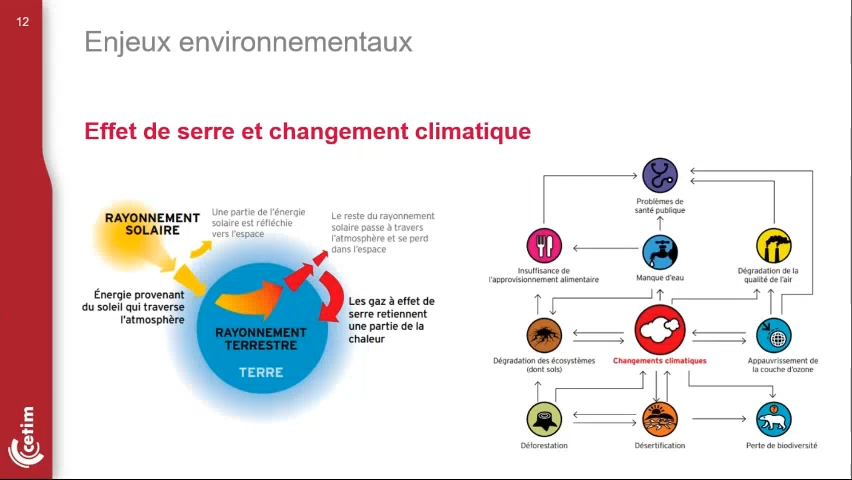 12
Enjeux environnementaux
Effet de serre et changement climatique
RAYONNEMENT
SOLAIRE
Une partie de l'énergie
solaire est réfléchie
vers l'espace
Le reste du rayonnement
solaire passe à travers
l'atmosphère et se perd
dans l'espace
Énergie provenant
du soleil qui traverse
l'atmosphère
Les gaz à effet de
serre retiennent
une partie de la
chaleur
RAYONNEMENT
TERRESTRE
TERRE
Problèmes de
santé publique
Insuffisance de
l'approvisionnement alimentaire
Manque d'eau
Dégradation de la
qualité de l'air
Dégradation des écosystèmes
(dont sols)
Changements climatiques
Appauvrissement de
la couche d'ozone
Déforestation
Désertification
Perte de biodiversité
cetim